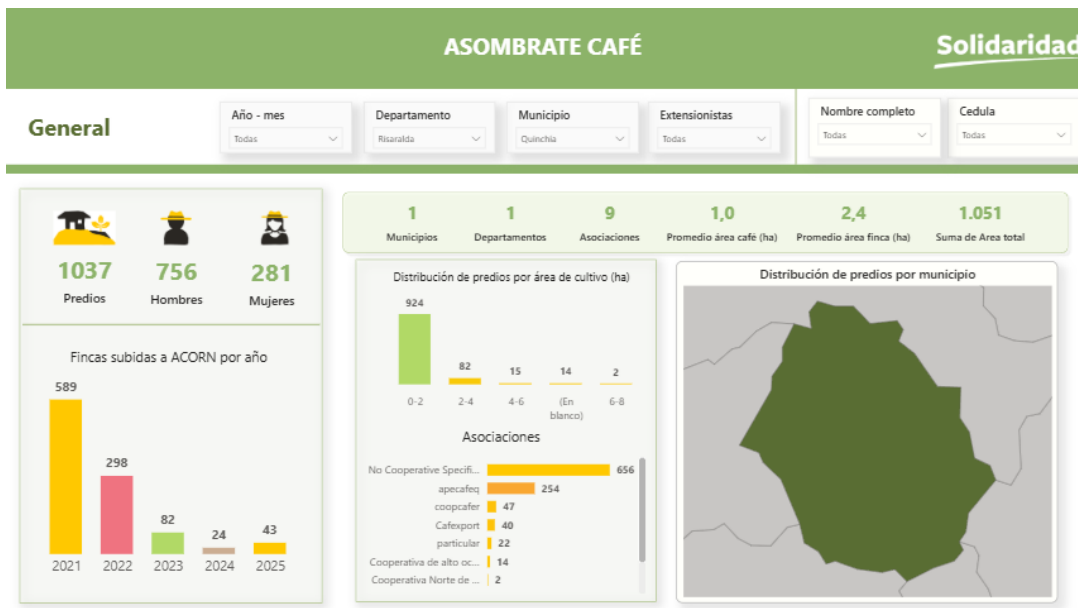 ASOMBRATE CAFÉ
Solidaridad
General
Año - mes
Todas
Departamento
Risaralda
Municipio
Quinchia
Extensionistas
Todas
Nombre completo
Todas
Cedula
Todas
1037
Predios
756
Hombres
281
Mujeres
1
Municipios
1
Departamentos
9
Asociaciones
1,0
Promedio área café (ha)
2,4
Promedio área finca (ha)
1.051
Suma de Area total
Fincas subidas a ACORN por año
589
298
82
24
43
2021 2022 2023 2024 2025
Distribución de predios por área de cultivo (ha)
924
82
15
14
2
0-2 2-4 4-6 (En 6-8
blanco)
Asociaciones
No Cooperative Specifi... 656
apecafeq 254
coopcafer 47
Cafexport 40
particular 22
Cooperativa de alto oc... 14
Cooperativa Norte de ... 2
Distribución de predios por municipio